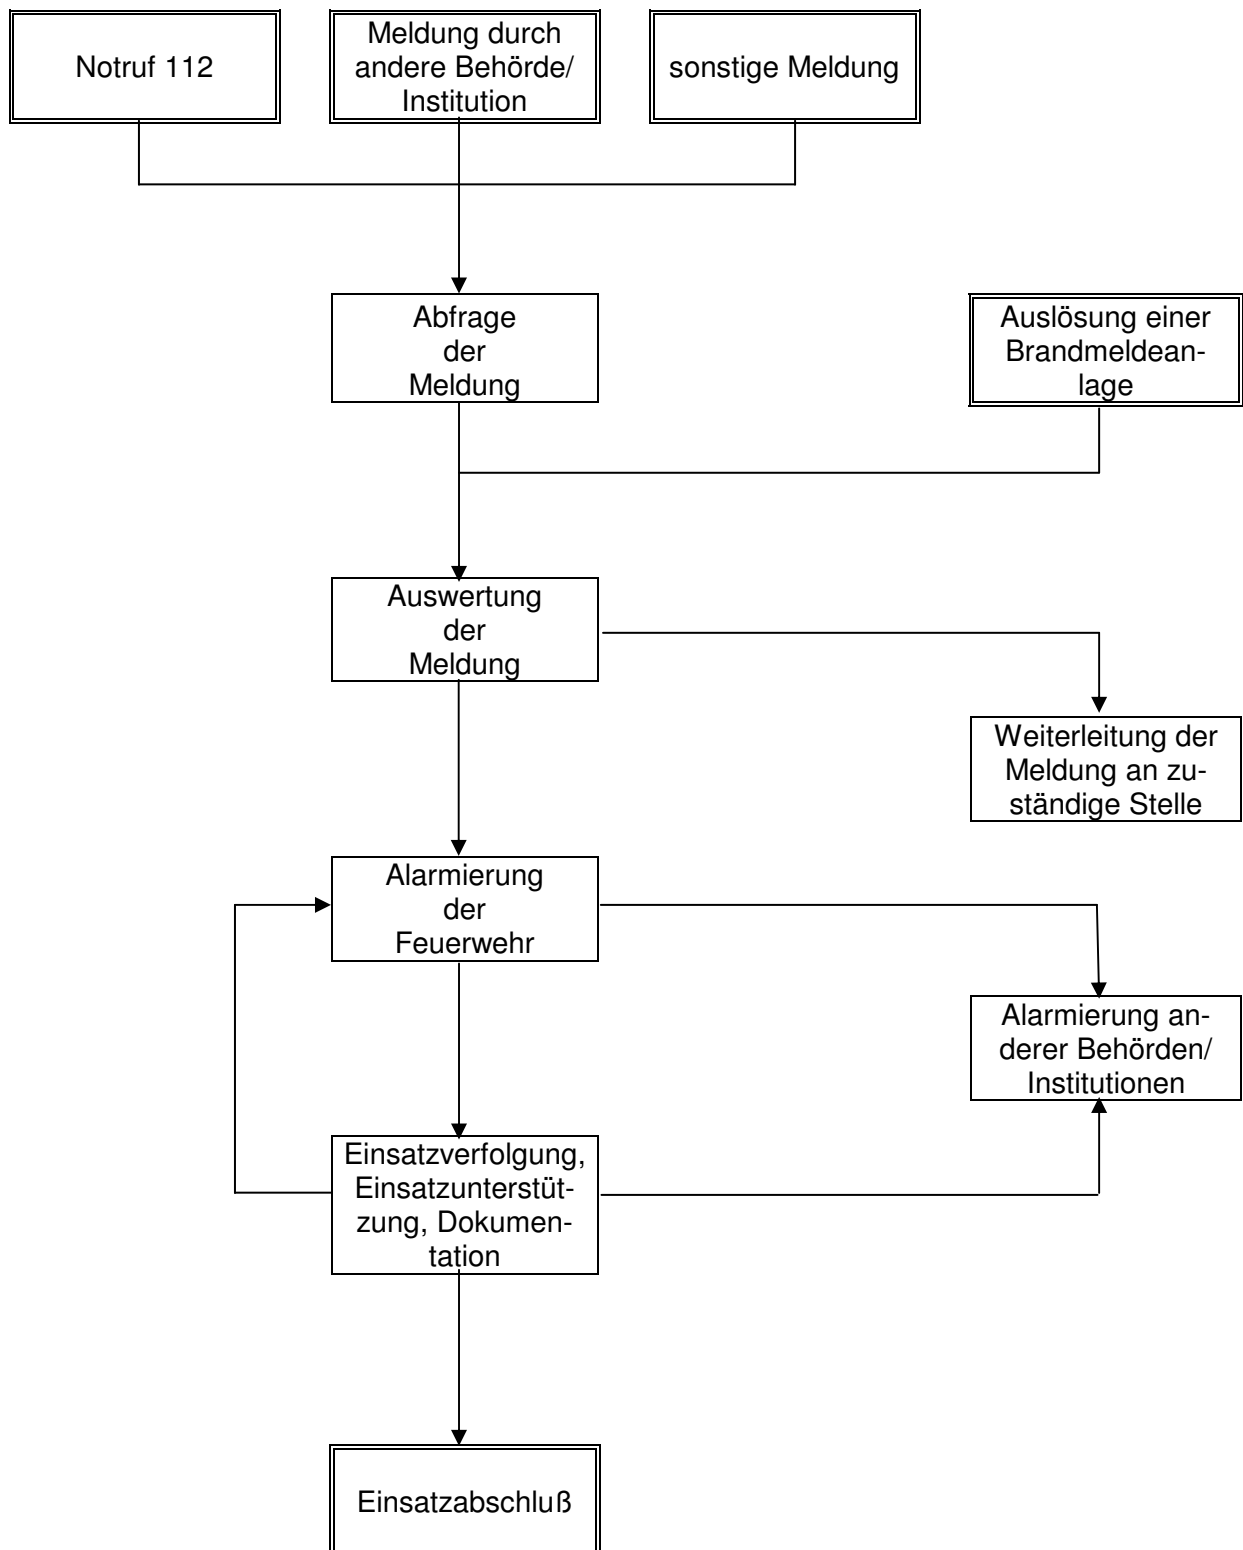 Notruf 112
Meldung durch
andere Behörde/
Institution
sonstige Meldung
Abfrage
der
Meldung
Auslösung einer
Brandmeldean-
lage
Auswertung
der
Meldung
Weiterleitung der
Meldung an zu-
ständige Stelle
Alarmierung
der
Feuerwehr
Alarmierung an-
derer Behörden/
Institutionen
Einsatzverfolgung,
Einsatzunterstüt-
zung, Dokumen-
tation
Einsatzabschluß